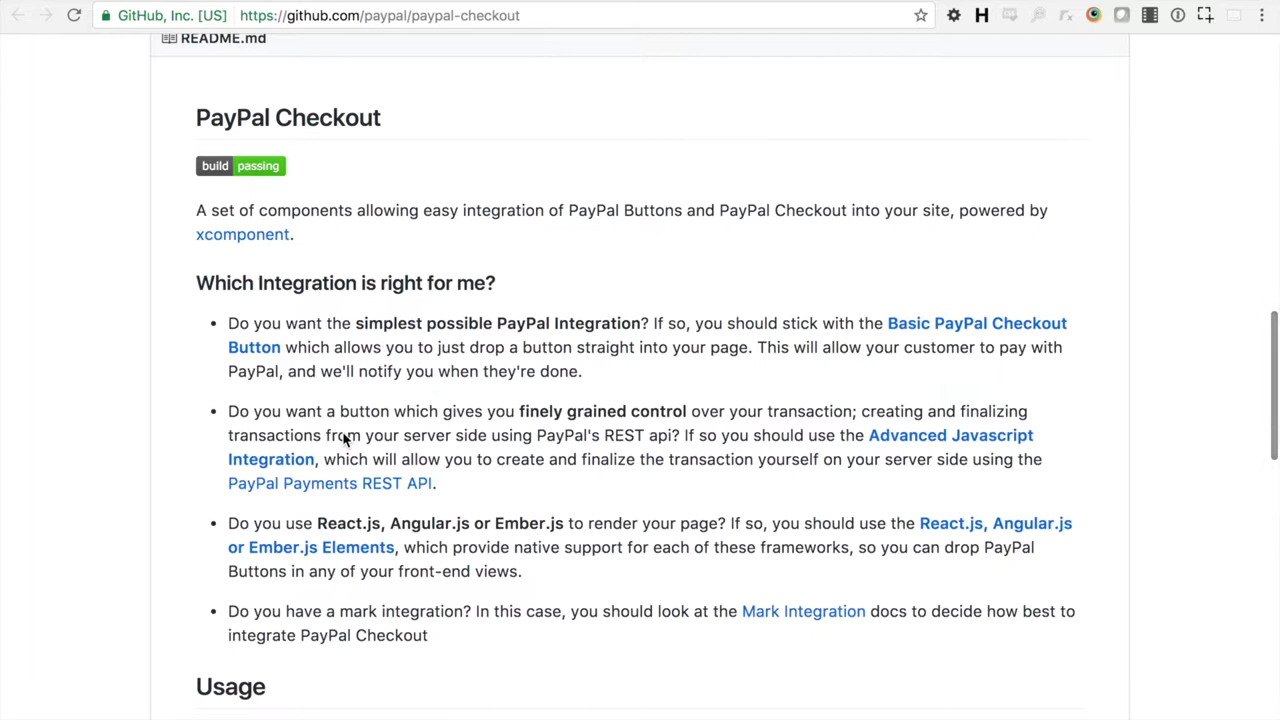 GitHub, Inc. [US] https://github.com/paypal/paypal-checkout
README.md
PayPal Checkout
build passing
A set of components allowing easy integration of PayPal Buttons and PayPal Checkout into your site, powered by
xcomponent.
Which Integration is right for me?
• Do you want the simplest possible PayPal Integration? If so, you should stick with the Basic PayPal Checkout
Button which allows you to just drop a button straight into your page. This will allow your customer to pay with
PayPal, and we'll notify you when they're done.
• Do you want a button which gives you finely grained control over your transaction; creating and finalizing
transactions from your server side using PayPal's REST api? If so you should use the Advanced Javascript
Integration, which will allow you to create and finalize the transaction yourself on your server side using the
PayPal Payments REST API.
• Do you use React.js, Angular.js or Ember.js to render your page? If so, you should use the React.js, Angular.js
or Ember.js Elements, which provide native support for each of these frameworks, so you can drop PayPal
Buttons in any of your front-end views.
• Do you have a mark integration? In this case, you should look at the Mark Integration docs to decide how best to
integrate PayPal Checkout
Usage